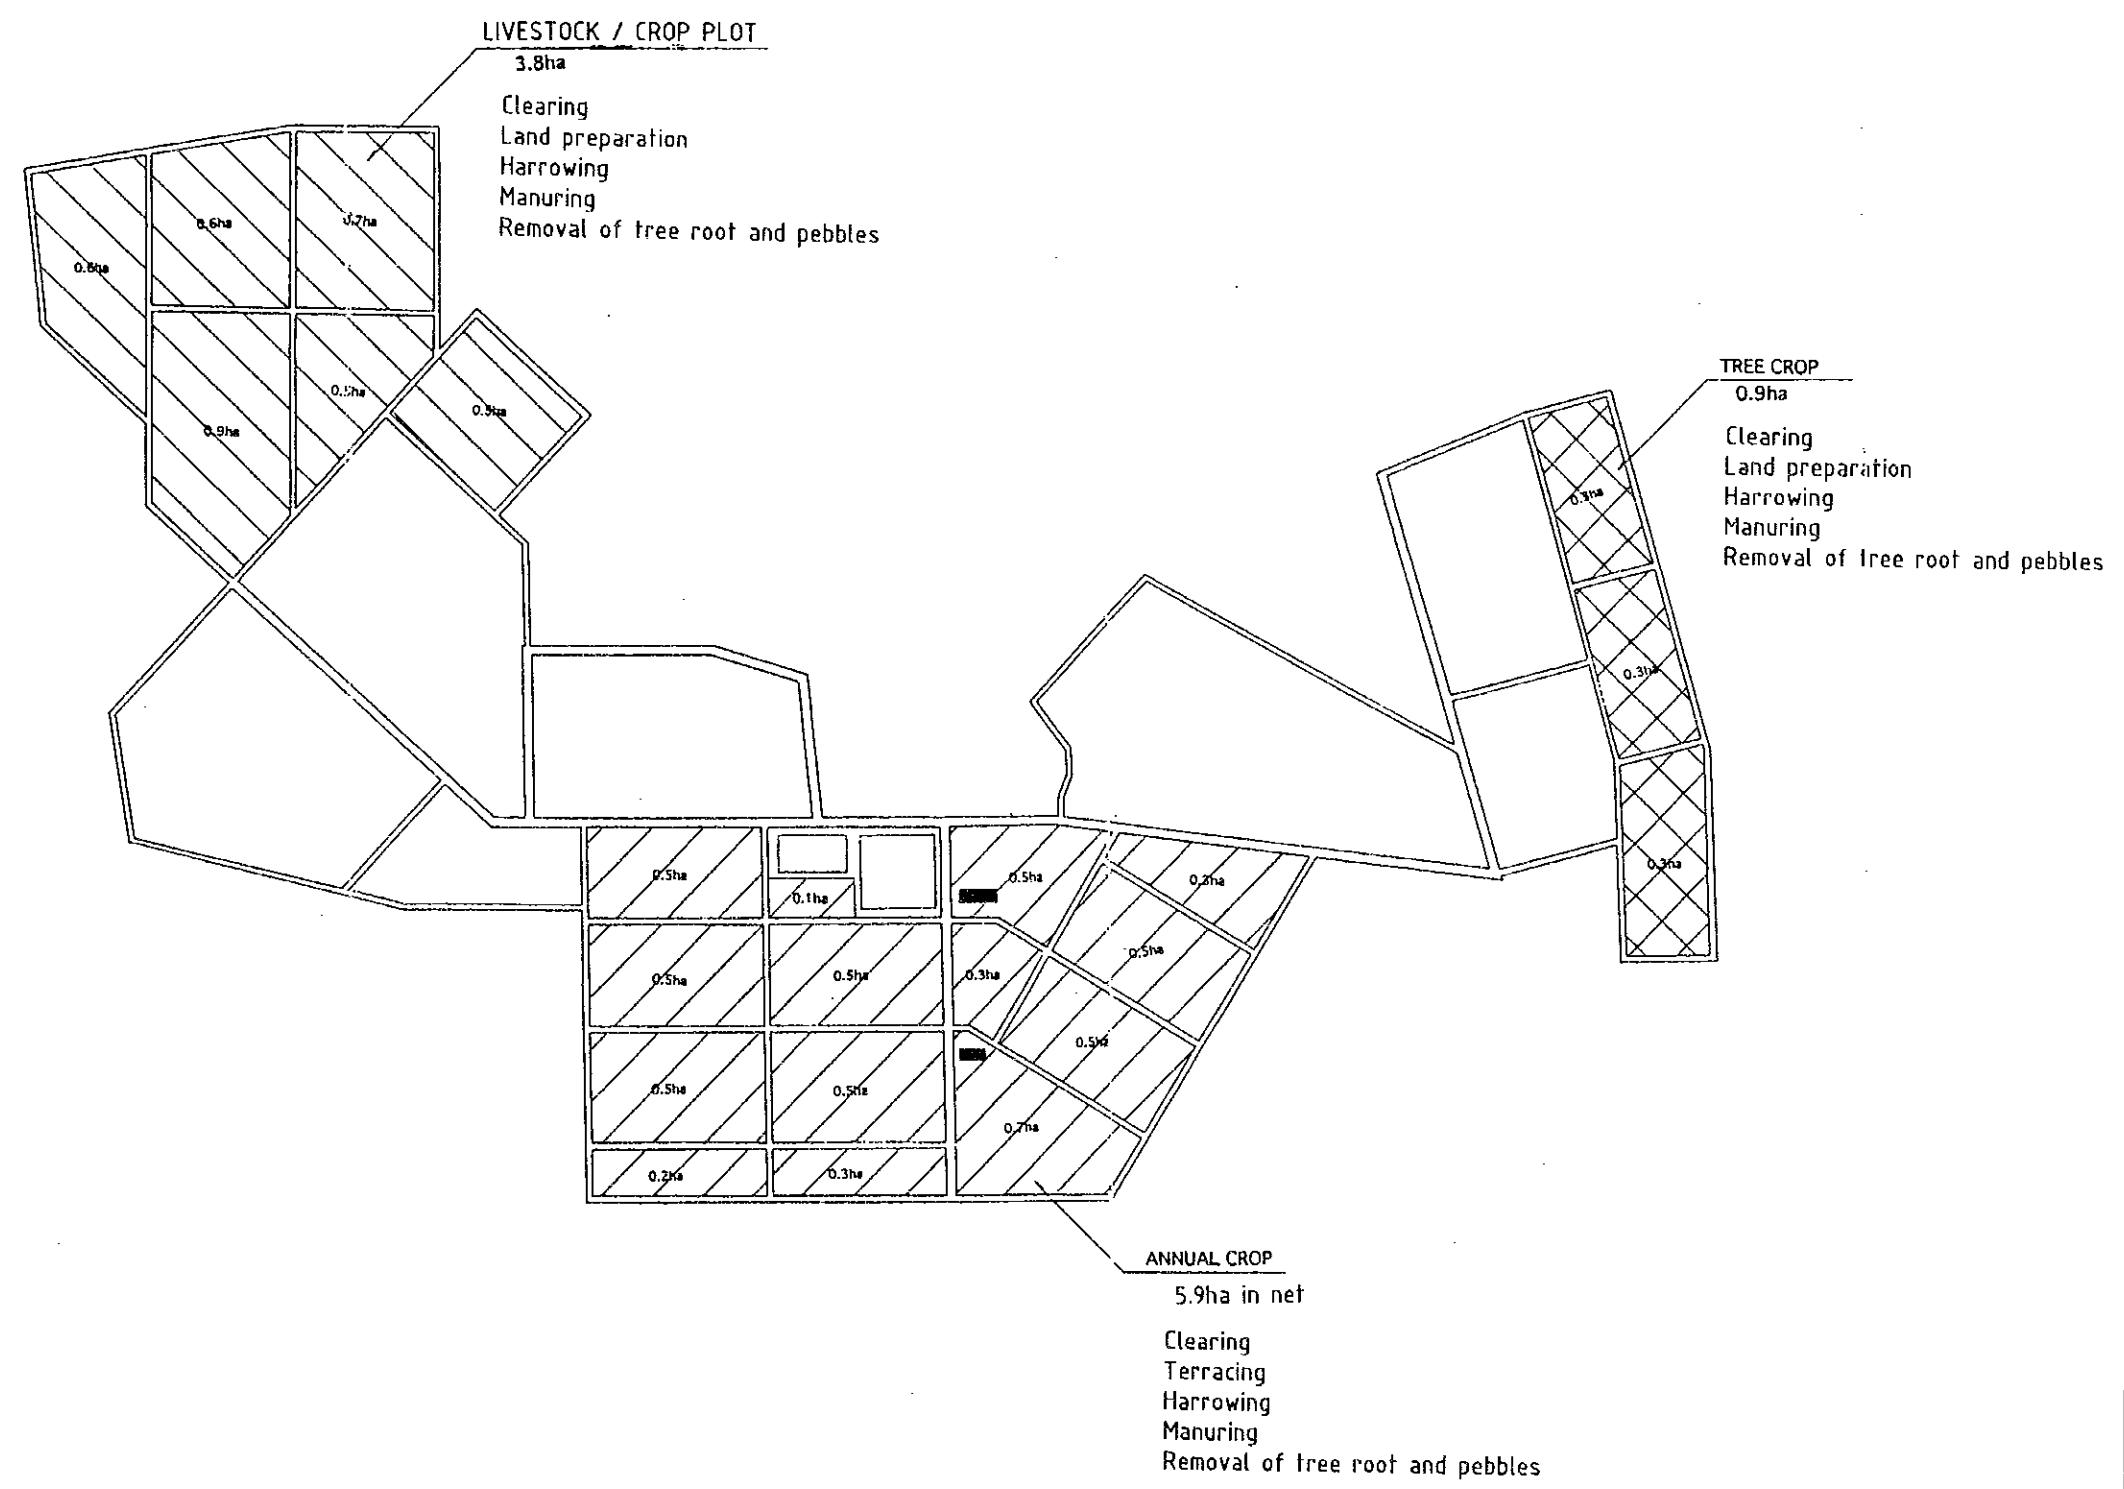 LIVESTOCK / CROP PLOT
3.8ha
Clearing
Land preparation
Harrowing
Manuring
Removal of tree root and pebbles
0.6ha
0.7ha
0.6ha
0.5ha
0.5ha
0.9ha
TREE CROP
0.9ha
Clearing
Land preparation
Harrowing
Manuring
Removal of tree root and pebbles
0.3ha
0.3ha
0.3ha
0.5ha
0.1ha
0.5ha
0.3ha
0.5ha
0.5ha
0.5ha
0.3ha
0.5ha
0.5ha
0.5ha
0.5ha
0.7ha
0.2ha
0.3ha
ANNUAL CROP
5.9ha in net
Clearing
Terracing
Harrowing
Manuring
Removal of tree root and pebbles